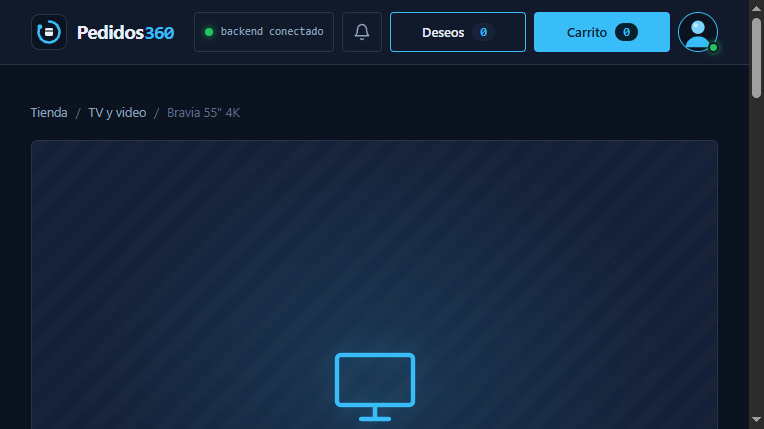 Pedidos360
backend conectado
Deseos 0
Carrito 0
Tienda / TV y video / Bravia 55" 4K